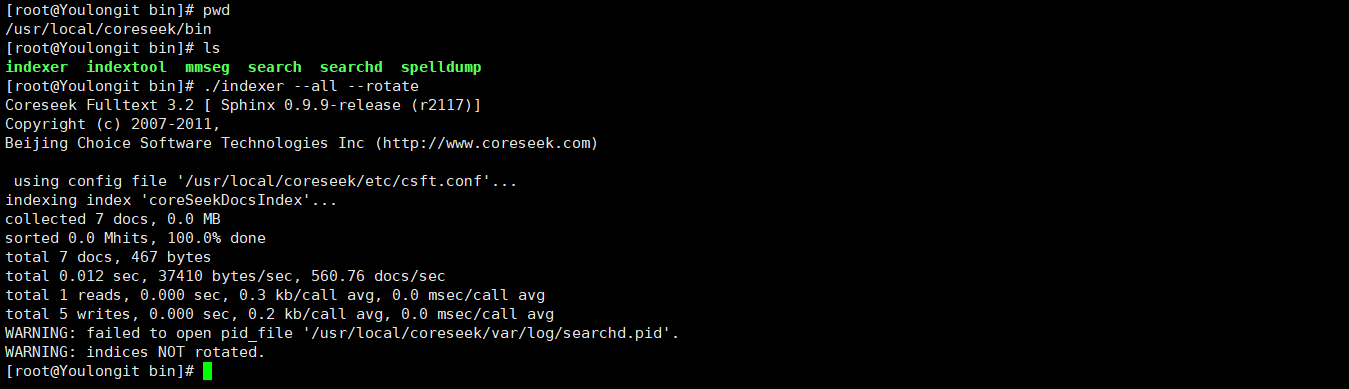 [root@Youlongit bin]# pwd
/usr/local/coreseek/bin
[root@Youlongit bin]# ls
indexer  indextool  mmseg  search  searchd  spelldump
[root@Youlongit bin]# ./indexer --all --rotate
Coreseek Fulltext 3.2 [ Sphinx 0.9.9-release (r2117)]
Copyright (c) 2007-2011,
Beijing Choice Software Technologies Inc (http://www.coreseek.com)
 using config file '/usr/local/coreseek/etc/csft.conf'...
indexing index 'coreSeekDocsIndex'...
collected 7 docs, 0.0 MB
sorted 0.0 Mhits, 100.0% done
total 7 docs, 467 bytes
total 0.012 sec, 37410 bytes/sec, 560.76 docs/sec
total 1 reads, 0.000 sec, 0.3 kb/call avg, 0.0 msec/call avg
total 5 writes, 0.000 sec, 0.2 kb/call avg, 0.0 msec/call avg
WARNING: failed to open pid_file '/usr/local/coreseek/var/log/searchd.pid'.
WARNING: indices NOT rotated.
[root@Youlongit bin]#